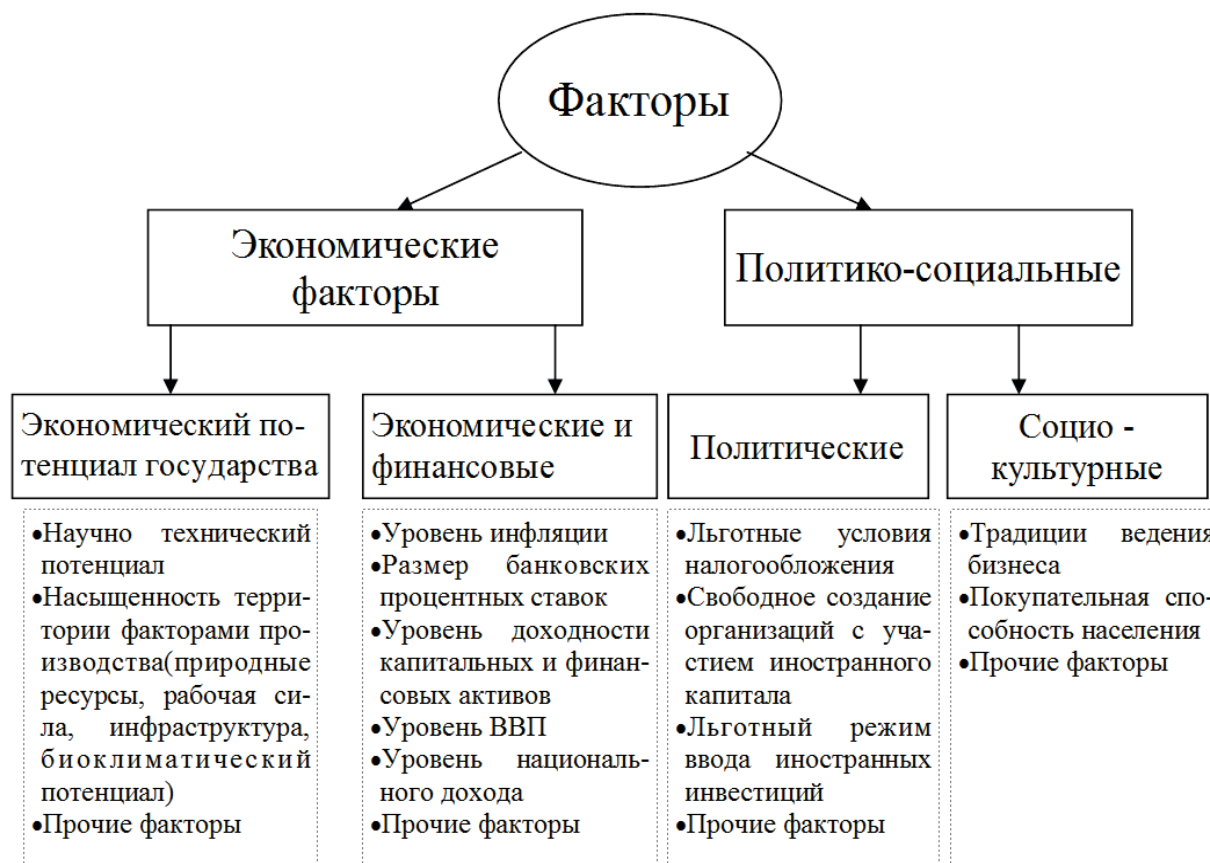 Факторы
Экономические
факторы
Политико-социальные
Экономический по-
тенциал государства
Экономические и
финансовые
Политические
Социо -
культурные
•Научно технический
потенциал
•Насыщенность терри-
тории факторами про-
изводства(природные
ресурсы, рабочая си-
ла, инфраструктура,
биоклиматический
потенциал)
•Прочие факторы
•Уровень инфляции
•Размер банковских
процентных ставок
•Уровень доходности
капитальных и финан-
совых активов
•Уровень ВВП
•Уровень националь-
ного дохода
•Прочие факторы
•Льготные условия
налогообложения
•Свободное создание
организаций с уча-
стием иностранного
капитала
•Льготный режим
ввода иностранных
инвестиций
•Прочие факторы
•Традиции ведения
бизнеса
•Покупательная спо-
собность населения
•Прочие факторы